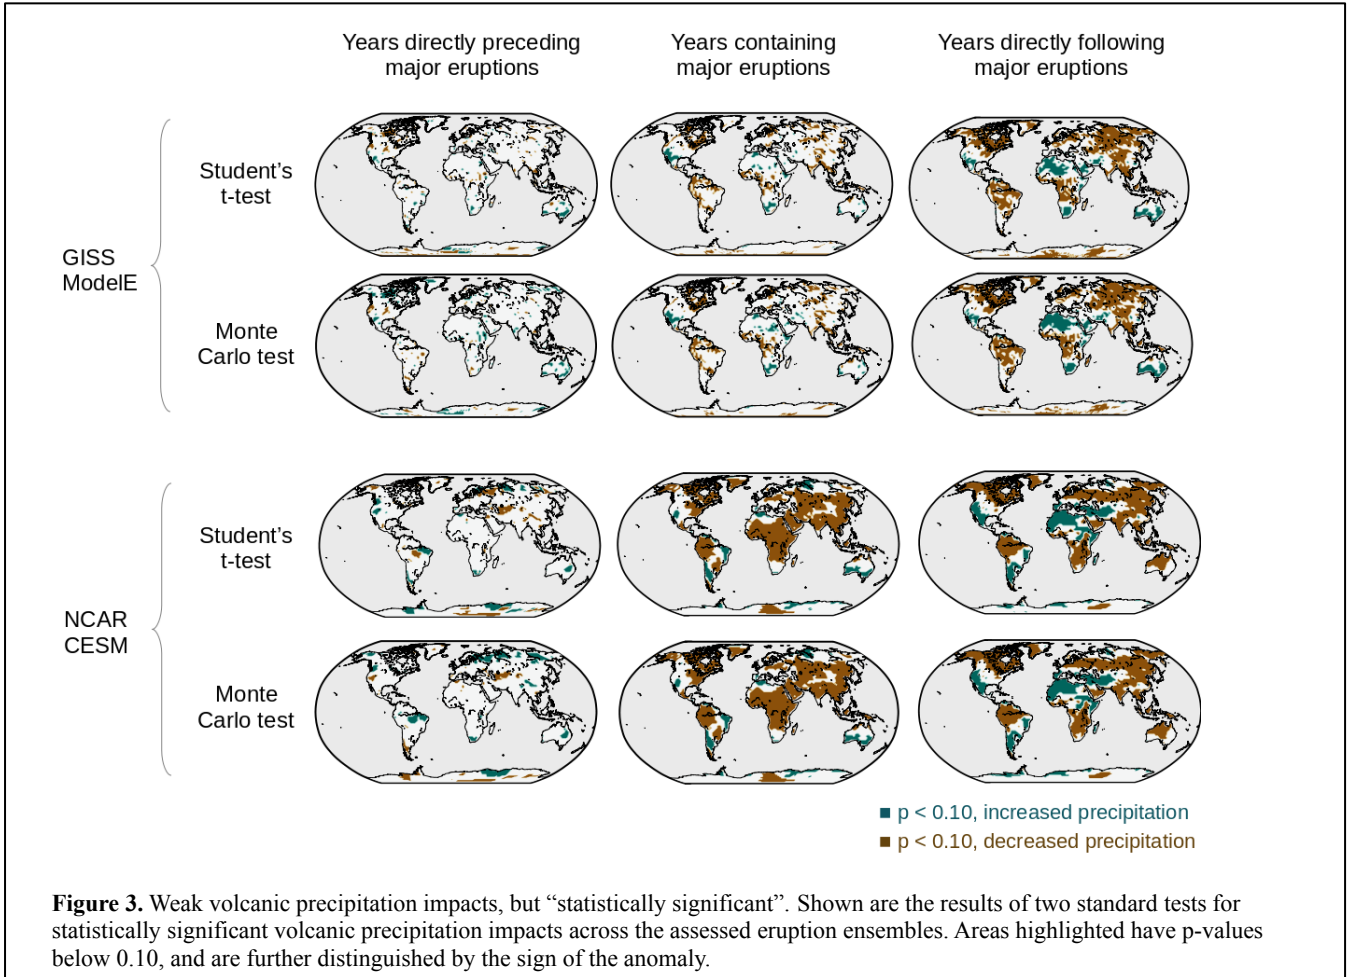 Years directly preceding
major eruptions
Years containing
major eruptions
Years directly following
major eruptions
GISS
ModelE
Student’s
t-test
Monte
Carlo test
NCAR
CESM
Student’s
t-test
Monte
Carlo test
p < 0.10, increased precipitation
p < 0.10, decreased precipitation
Figure 3. Weak volcanic precipitation impacts, but “statistically significant”. Shown are the results of two standard tests for
statistically significant volcanic precipitation impacts across the assessed eruption ensembles. Areas highlighted have p-values
below 0.10, and are further distinguished by the sign of the anomaly.